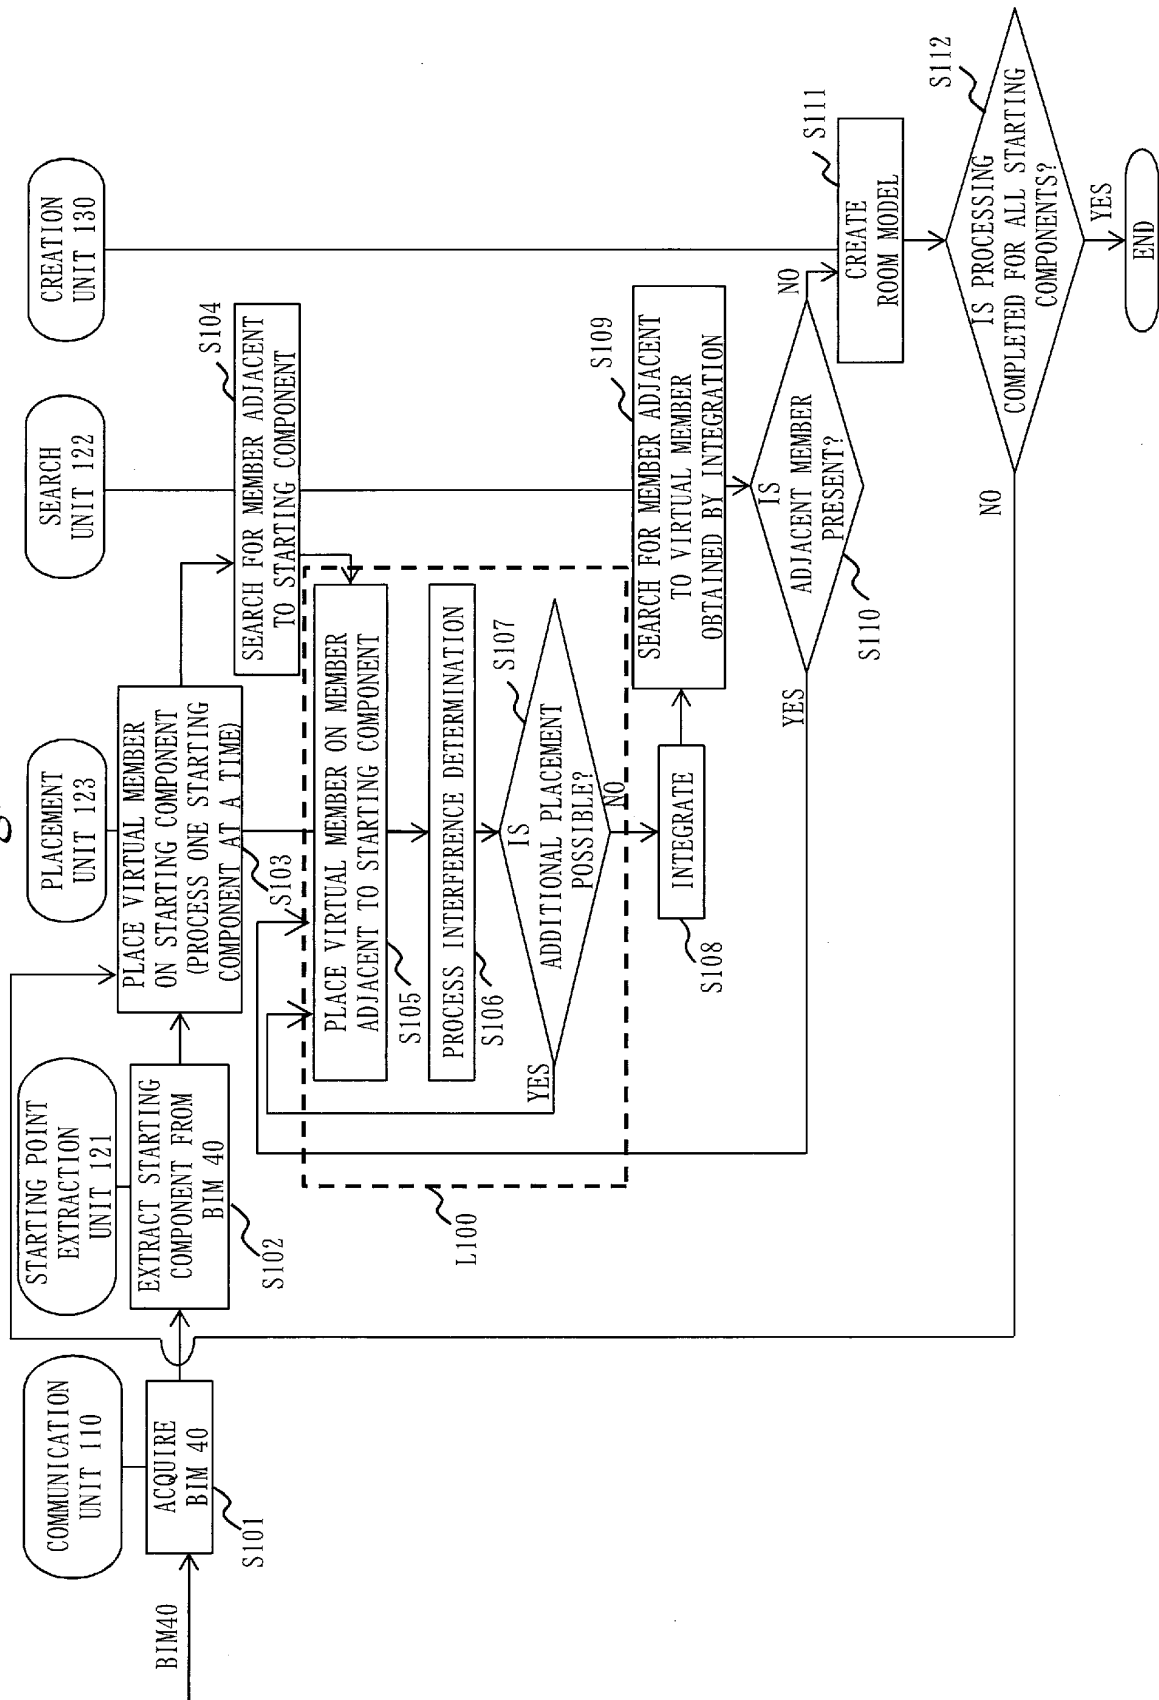 BIM40
COMMUNICATION
UNIT 110
ACQUIRE
BIM 40
S101
STARTING POINT
EXTRACTION
UNIT 121
EXTRACT STARTING
COMPONENT FROM
BIM 40
S102
PLACEMENT
UNIT 123
PLACE VIRTUAL MEMBER
ON STARTING COMPONENT
(PROCESS ONE STARTING
COMPONENT AT A TIME)
S103
SEARCH
UNIT 122
SEARCH FOR MEMBER ADJACENT
TO STARTING COMPONENT
S104
CREATION
UNIT 130
PLACE VIRTUAL MEMBER ON MEMBER
ADJACENT TO STARTING COMPONENT
S105
PROCESS INTERFERENCE DETERMINATION
S106
IS
ADDITIONAL PLACEMENT
POSSIBLE?
S107
YES
NO
L100
INTEGRATE
S108
SEARCH FOR MEMBER ADJACENT
TO VIRTUAL MEMBER
OBTAINED BY INTEGRATION
S109
IS
ADJACENT MEMBER
PRESENT?
S110
YES
NO
CREATE
ROOM MODEL
S111
IS PROCESSING
COMPLETED FOR ALL STARTING
COMPONENTS?
S112
NO
YES
END